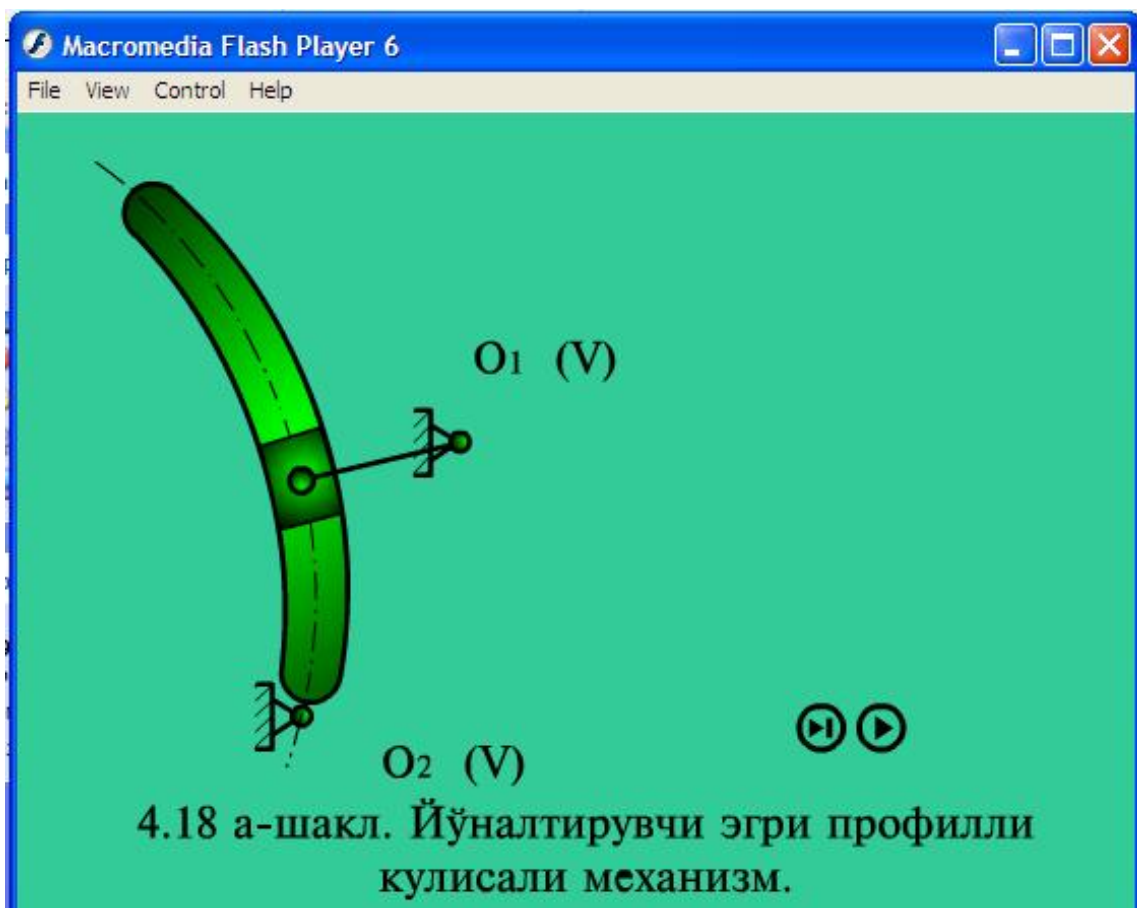 Macromedia Flash Player 6
File View Control Help
O1 (V)
O2 (V)
4.18 а-шакл. Йўналтирувчи эгри профилли
кулисали механизм.